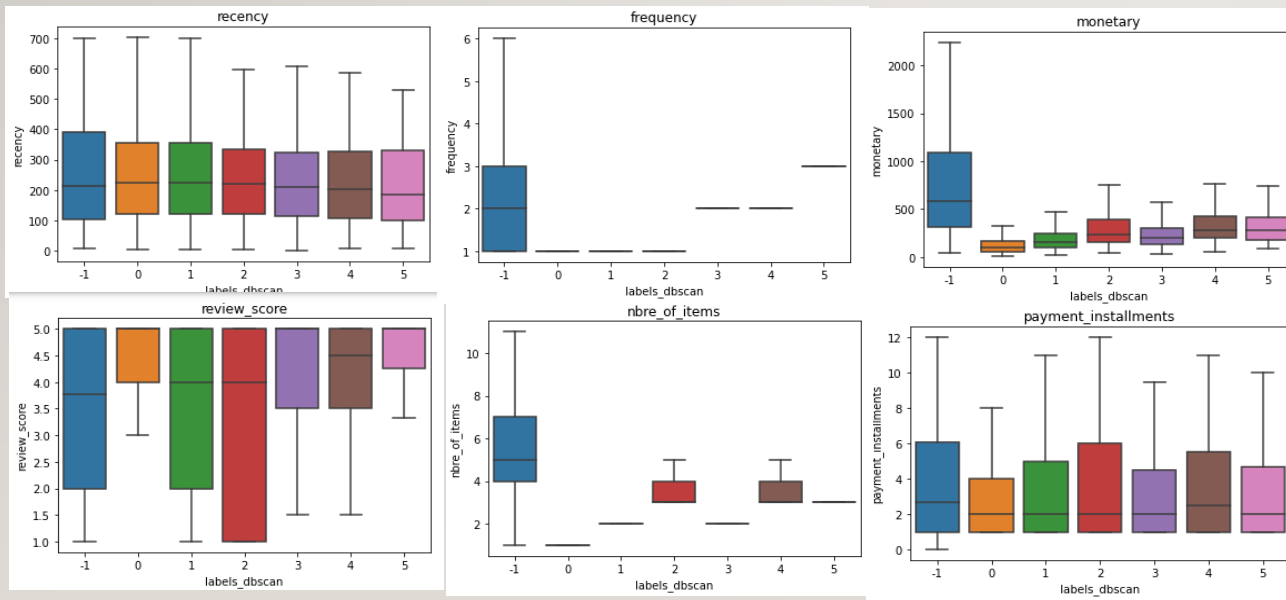 recency
700
600
500
400
300
200
100
0
recency
-1 0 1 2 3 4 5
labels_dbscan
frequency
6
5
4
3
2
1
frequency
-1 0 1 2 3 4 5
labels_dbscan
monetary
2000
1500
1000
500
0
monetary
-1 0 1 2 3 4 5
labels_dbscan
review_score
5.0
4.5
4.0
3.5
3.0
2.5
2.0
1.5
1.0
review_score
-1 0 1 2 3 4 5
labels_dbscan
nbre_of_items
10
8
6
4
2
nbre_of_items
-1 0 1 2 3 4 5
labels_dbscan
payment_installments
12
10
8
6
4
2
0
payment_installments
-1 0 1 2 3 4 5
labels_dbscan